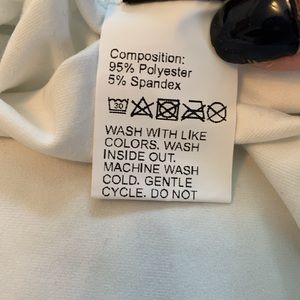 Composition:
95% Polyester
5% Spandex
30
WASH WITH LIKE
COLORS. WASH
INSIDE OUT.
MACHINE WASH
COLD. GENTLE
CYCLE. DO NOT